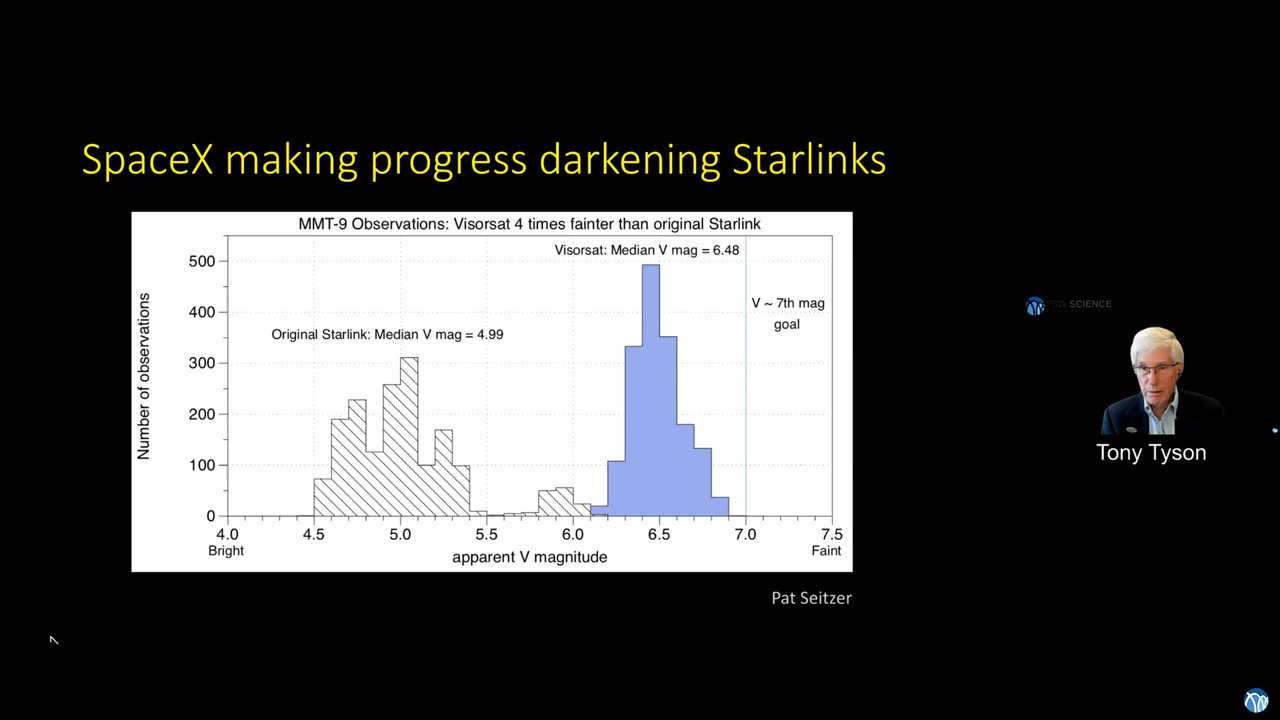 SpaceX making progress darkening Starlinks
MMT-9 Observations: Visorsat 4 times fainter than original Starlink
Visorsat: Median V mag = 6.48
V ~ 7th mag
goal
Original Starlink: Median V mag = 4.99
Number of observations
500
400
300
200
100
0
4.0 4.5 5.0 5.5 6.0 6.5 7.0 7.5
Bright Faint
apparent V magnitude
Pat Seitzer
PSW SCIENCE
Tony Tyson